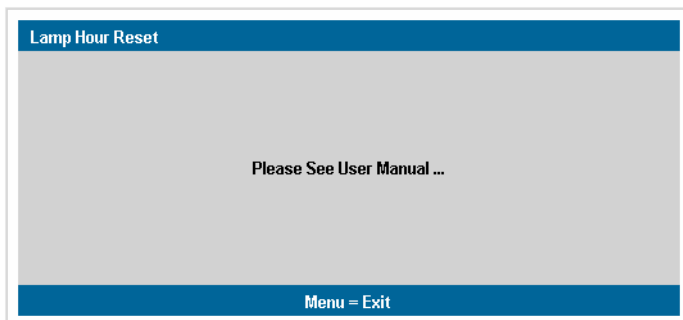 Lamp Hour Reset
Please See User Manual ...
Menu = Exit